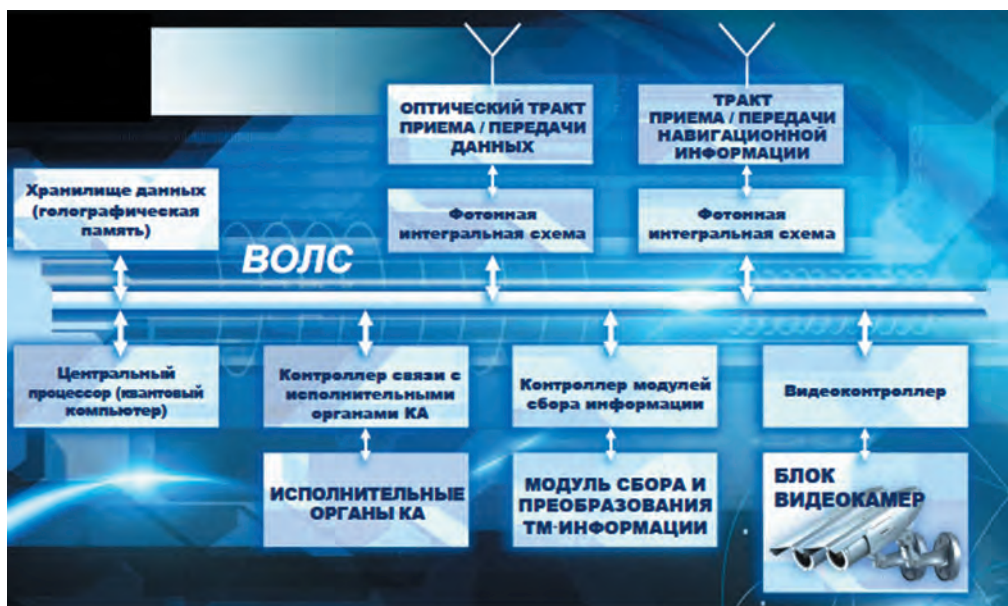 ОПТИЧЕСКИЙ ТРАКТ
ПРИЕМА / ПЕРЕДАЧИ
ДАННЫХ
ТРАКТ
ПРИЕМА / ПЕРЕДАЧИ
НАВИГАЦИОННОЙ
ИНФОРМАЦИИ
Хранилище данных
(голографическая
память)
Фотонная
интегральная схема
Фотонная
интегральная схема
ВОЛС
Центральный
процессор (квантовый
компьютер)
Контроллер связи с
исполнительными
органами КА
Контроллер модулей
сбора информации
Видеоконтроллер
ИСПОЛНИТЕЛЬНЫЕ
ОРГАНЫ КА
МОДУЛЬ СБОРА И
ПРЕОБРАЗОВАНИЯ
ТМ-ИНФОРМАЦИИ
БЛОК
ВИДЕОКАМЕР